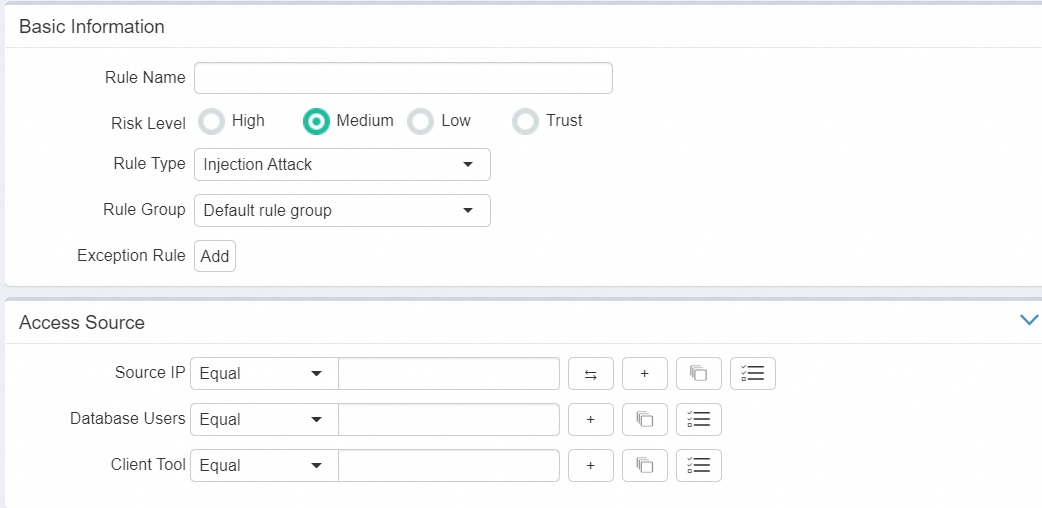 Basic Information
Rule Name
Risk Level High Medium Low Trust
Rule Type Injection Attack
Rule Group Default rule group
Exception Rule Add
Access Source
Source IP Equal +
Database Users Equal +
Client Tool Equal +